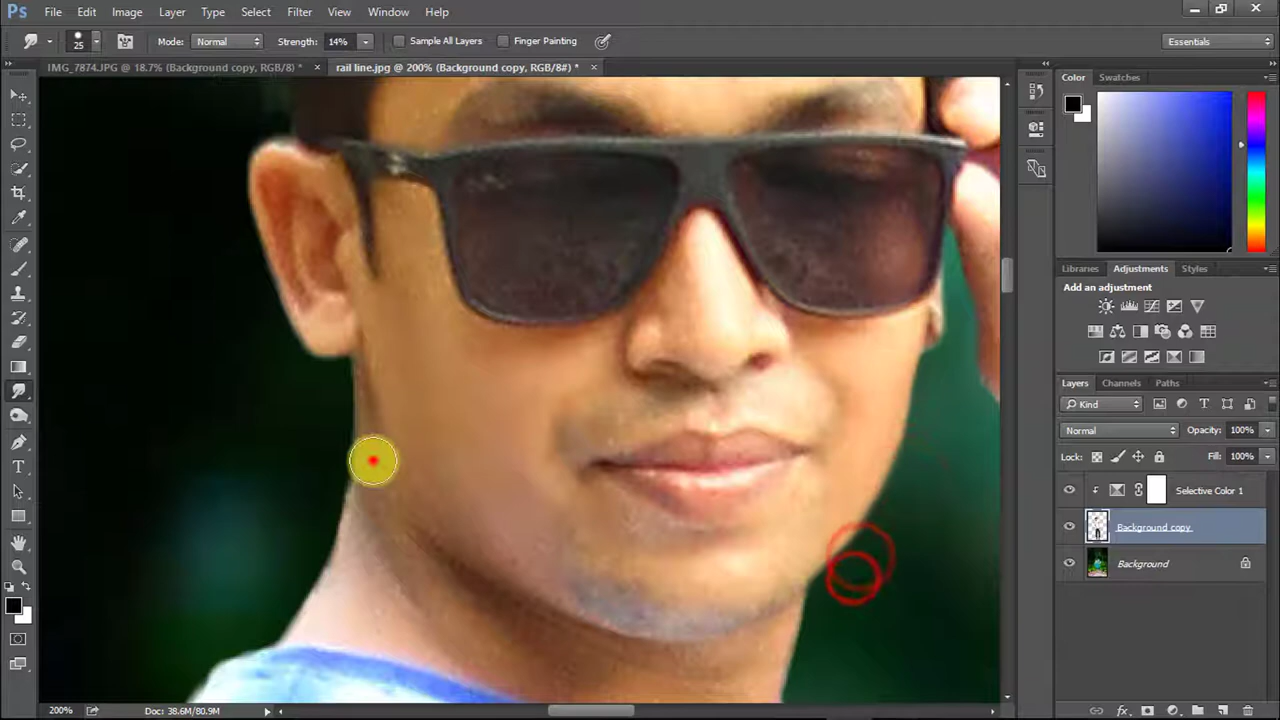 Ps File Edit Image Layer Type Select Filter View Window Help
25 Mode: Normal Strength: 14% Sample All Layers Finger Painting Essentials
IMG_7874.JPG @ 18.7% (Background copy, RGB/8) * × rail line.jpg @ 200% (Background copy, RGB/8#) * ×
Color Swatches
Libraries Adjustments Styles
Add an adjustment
Layers Channels Paths
Kind
Normal Opacity: 100%
Lock: Fill: 100%
Selective Color 1
Background copy
Background
200% Doc: 38.6M/80.9M